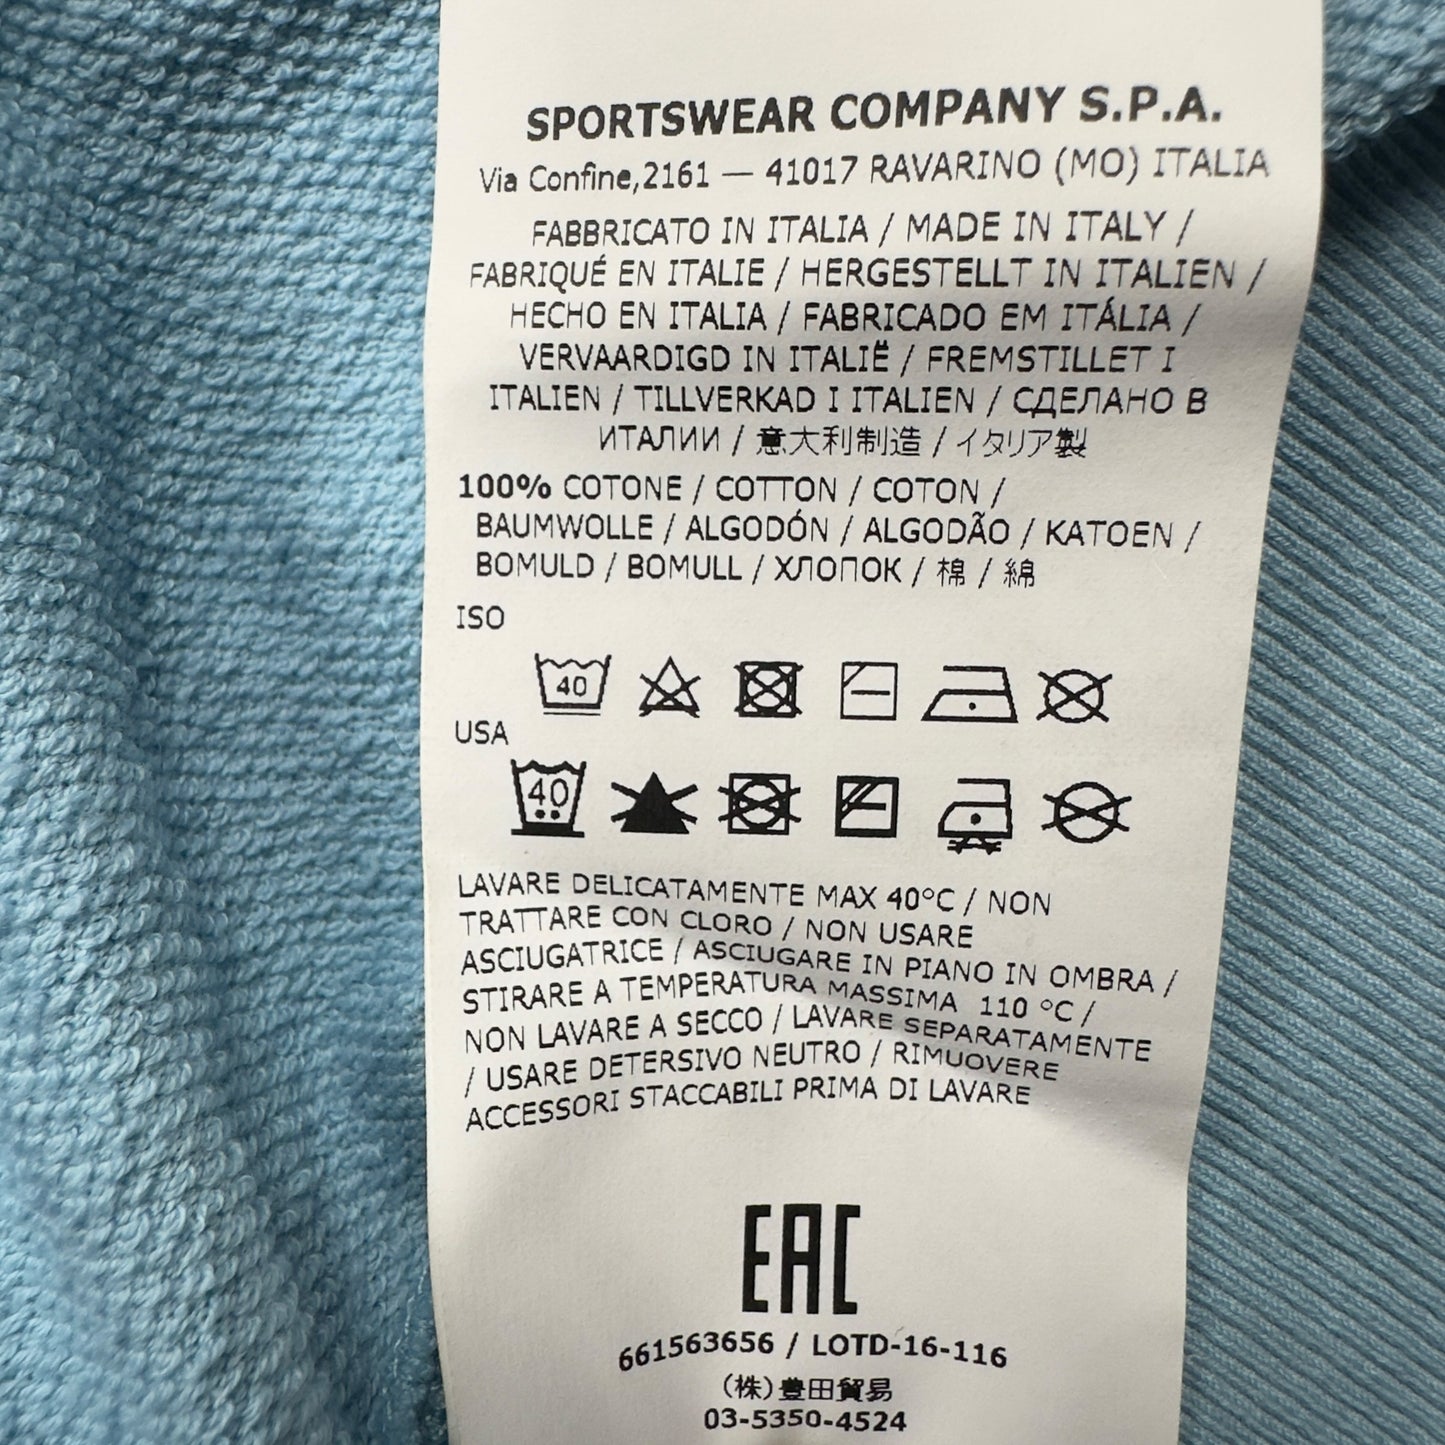 SPORTSWEAR COMPANY S.P.A.
Via Confine,2161 — 41017 RAVARINO (MO) ITALIA
FABBRICATO IN ITALIA / MADE IN ITALY /
FABRIQUÉ EN ITALIE / HERGESTELLT IN ITALIEN /
HECHO EN ITALIA / FABRICADO EM ITÁLIA /
VERVAARDIGD IN ITALIË / FREMSTILLET I
ITALIEN / TILLVERKAD I ITALIEN / СДЕЛАНО В
ИТАЛИИ / 意大利制造 / イタリア製
100% COTONE / COTTON / COTON /
BAUMWOLLE / ALGODÓN / ALGODÃO / KATOEN /
BOMULD / BOMULL / ХЛОПОК / 棉 / 綿
ISO
40
USA
40
LAVARE DELICATAMENTE MAX 40°C / NON
TRATTARE CON CLORO / NON USARE
ASCIUGATRICE / ASCIUGARE IN PIANO IN OMBRA /
STIRARE A TEMPERATURA MASSIMA 110 °C /
NON LAVARE A SECCO / LAVARE SEPARATAMENTE
/ USARE DETERSIVO NEUTRO / RIMUOVERE
ACCESSORI STACCABILI PRIMA DI LAVARE
EAC
661563656 / LOTD-16-116
(株)豊田貿易
03-5350-4524